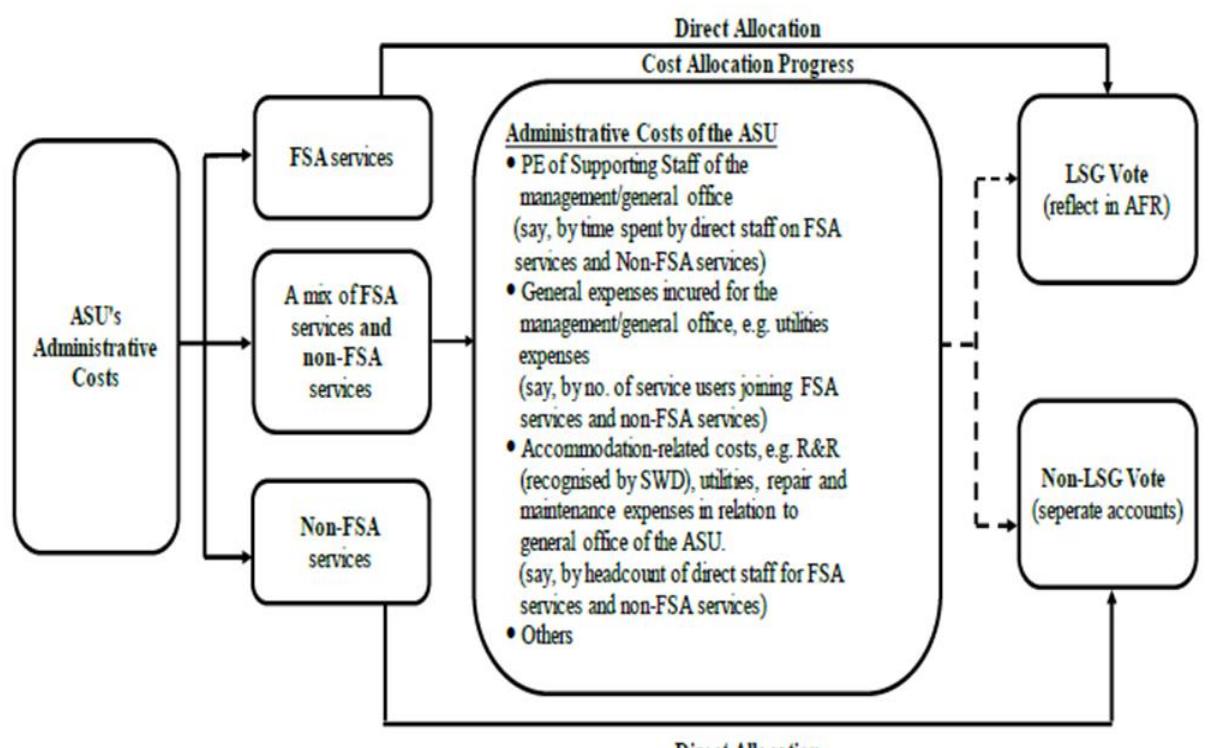 Direct Allocation
Cost Allocation Progress
ASU's
Administrative
Costs
FSA services
A mix of FSA
services and
non-FSA
services
Non-FSA
services
Administrative Costs of the ASU
• PE of Supporting Staff of the
management/general office
(say, by time spent by direct staff on FSA
services and Non-FSA services)
• General expenses incured for the
management/general office, e.g. utilities
expenses
(say, by no. of service users joining FSA
services and non-FSA services)
• Accommodation-related costs, e.g. R&R
(recognised by SWD), utilities, repair and
maintenance expenses in relation to
general office of the ASU.
(say, by headcount of direct staff for FSA
services and non-FSA services)
• Others
LSG Vote
(reflect in AFR)
Non-LSG Vote
(seperate accounts)
Direct Allocation